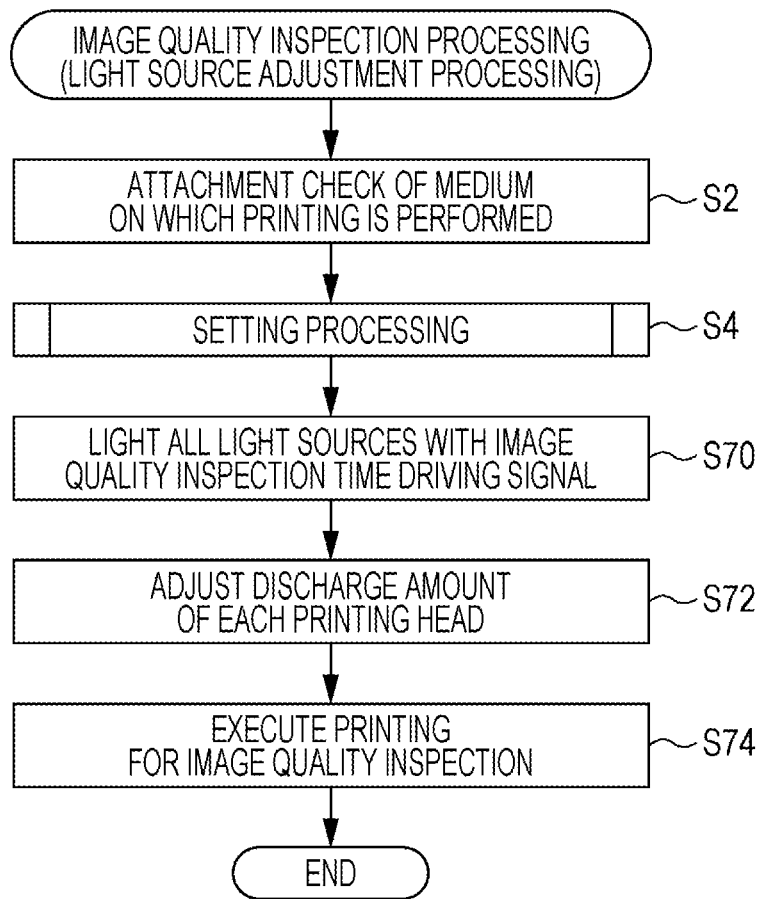 IMAGE QUALITY INSPECTION PROCESSING
(LIGHT SOURCE ADJUSTMENT PROCESSING)
ATTACHMENT CHECK OF MEDIUM
ON WHICH PRINTING IS PERFORMED
S2
SETTING PROCESSING
S4
LIGHT ALL LIGHT SOURCES WITH IMAGE
QUALITY INSPECTION TIME DRIVING SIGNAL
S70
ADJUST DISCHARGE AMOUNT
OF EACH PRINTING HEAD
S72
EXECUTE PRINTING
FOR IMAGE QUALITY INSPECTION
S74
END